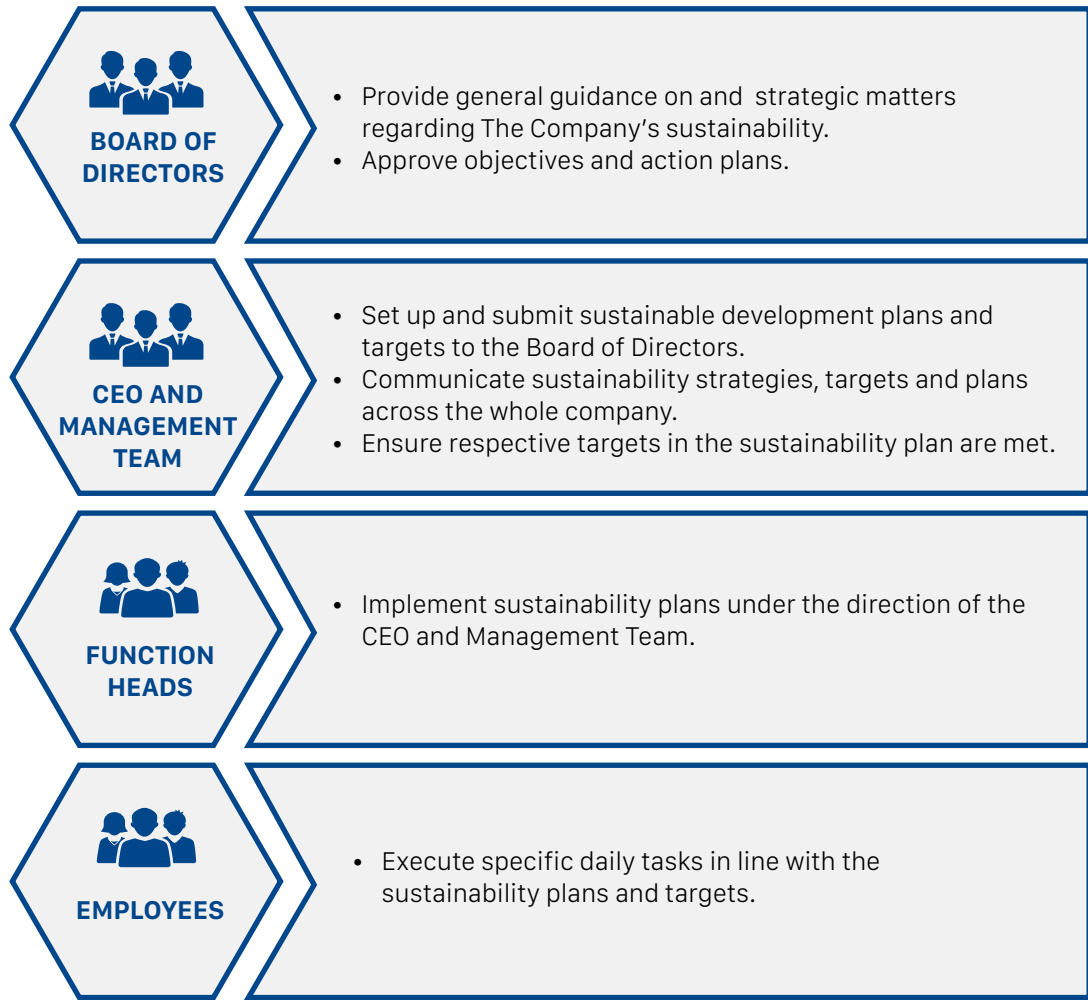 BOARD OF
DIRECTORS
• Provide general guidance on and  strategic matters
regarding The Company's sustainability.
• Approve objectives and action plans.
CEO AND
MANAGEMENT
TEAM
• Set up and submit sustainable development plans and
targets to the Board of Directors.
• Communicate sustainability strategies, targets and plans
across the whole company.
• Ensure respective targets in the sustainability plan are met.
FUNCTION
HEADS
• Implement sustainability plans under the direction of the
CEO and Management Team.
EMPLOYEES
• Execute specific daily tasks in line with the
sustainability plans and targets.